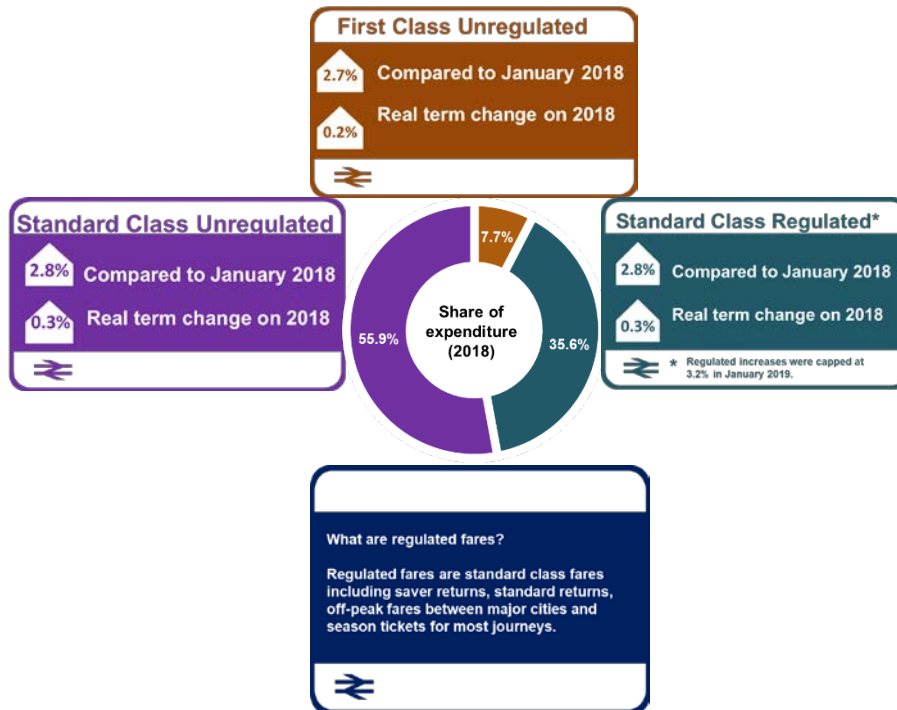 First Class Unregulated
2.7% Compared to January 2018
0.2% Real term change on 2018
Standard Class Unregulated
2.8% Compared to January 2018
0.3% Real term change on 2018
7.7%
55.9%
35.6%
Share of
expenditure
(2018)
Standard Class Regulated*
2.8% Compared to January 2018
0.3% Real term change on 2018
* Regulated increases were capped at
3.2% in January 2019.
What are regulated fares?
Regulated fares are standard class fares
including saver returns, standard returns,
off-peak fares between major cities and
season tickets for most journeys.